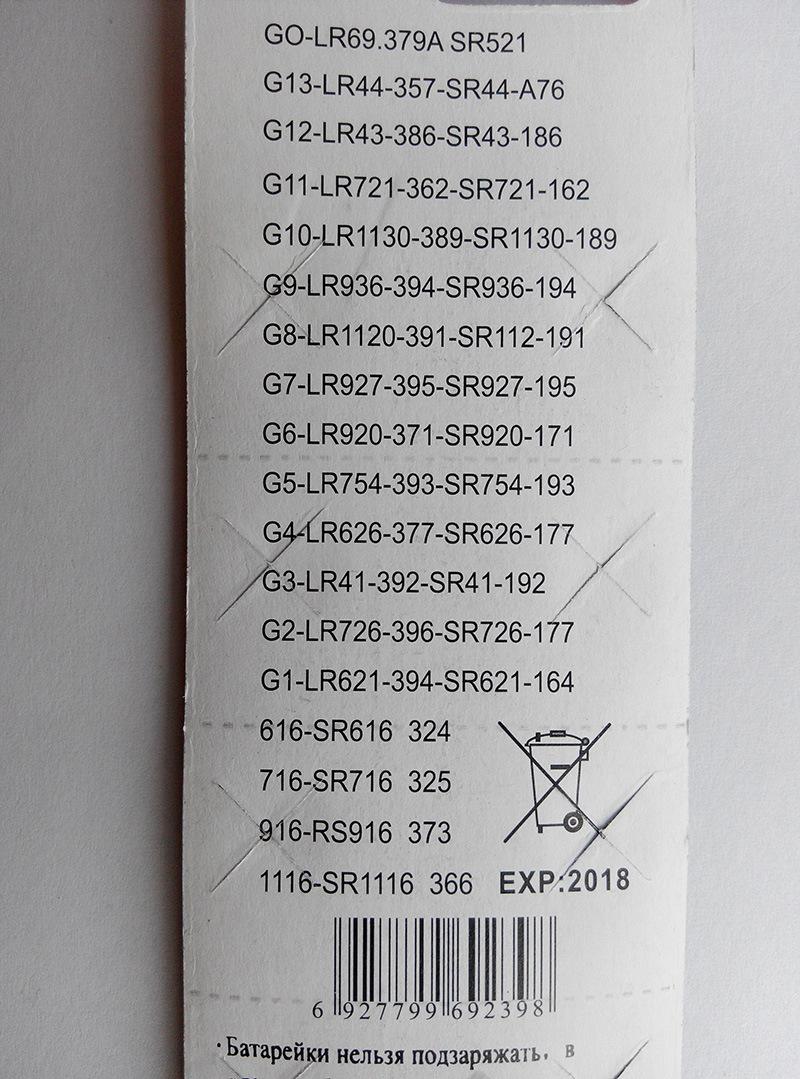 GO-LR69.379A SR521
G13-LR44-357-SR44-A76
G12-LR43-386-SR43-186
G11-LR721-362-SR721-162
G10-LR1130-389-SR1130-189
G9-LR936-394-SR936-194
G8-LR1120-391-SR112-191
G7-LR927-395-SR927-195
G6-LR920-371-SR920-171
G5-LR754-393-SR754-193
G4-LR626-377-SR626-177
G3-LR41-392-SR41-192
G2-LR726-396-SR726-177
G1-LR621-394-SR621-164
616-SR616 324
716-SR716 325
916-RS916 373
1116-SR1116 366 EXP:2018
6 927799 692398
·Батарейки нельзя подзаряжать. в